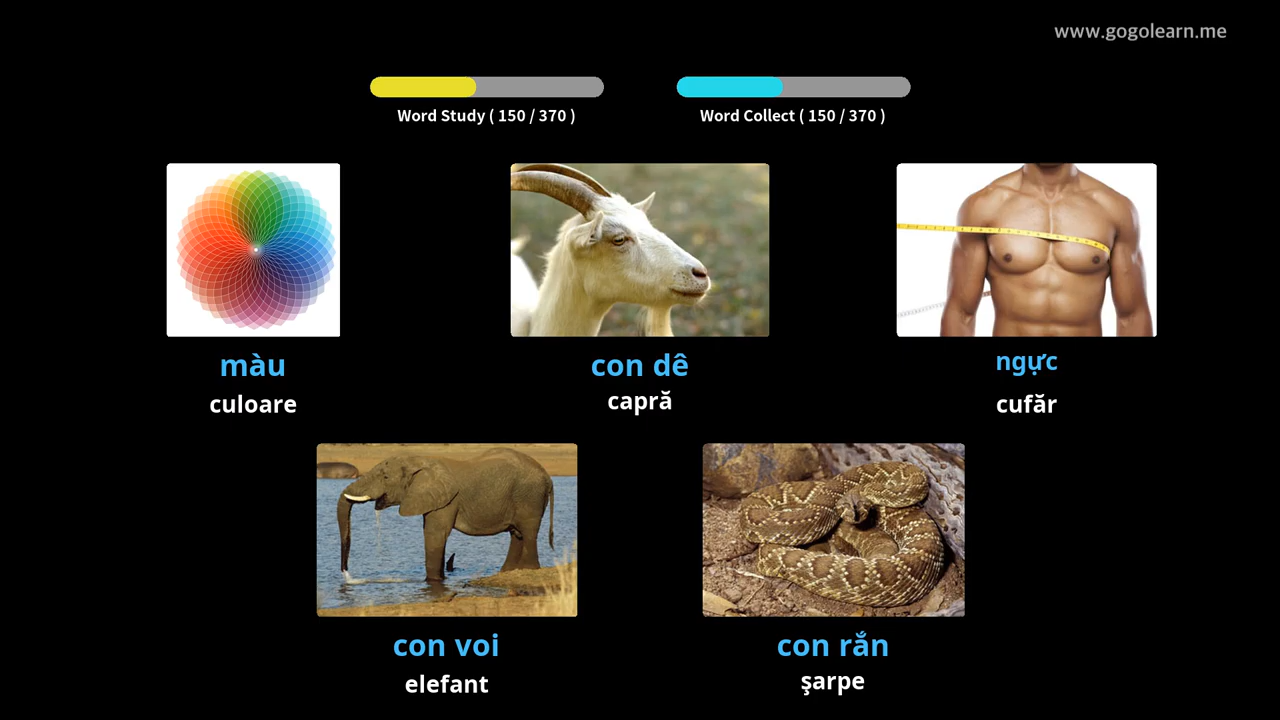 www.gogolearn.me
Word Study ( 150 / 370 )
Word Collect ( 150 / 370 )
màu
culoare
con dê
capră
ngực
cufăr
con voi
elefant
con rắn
şarpe